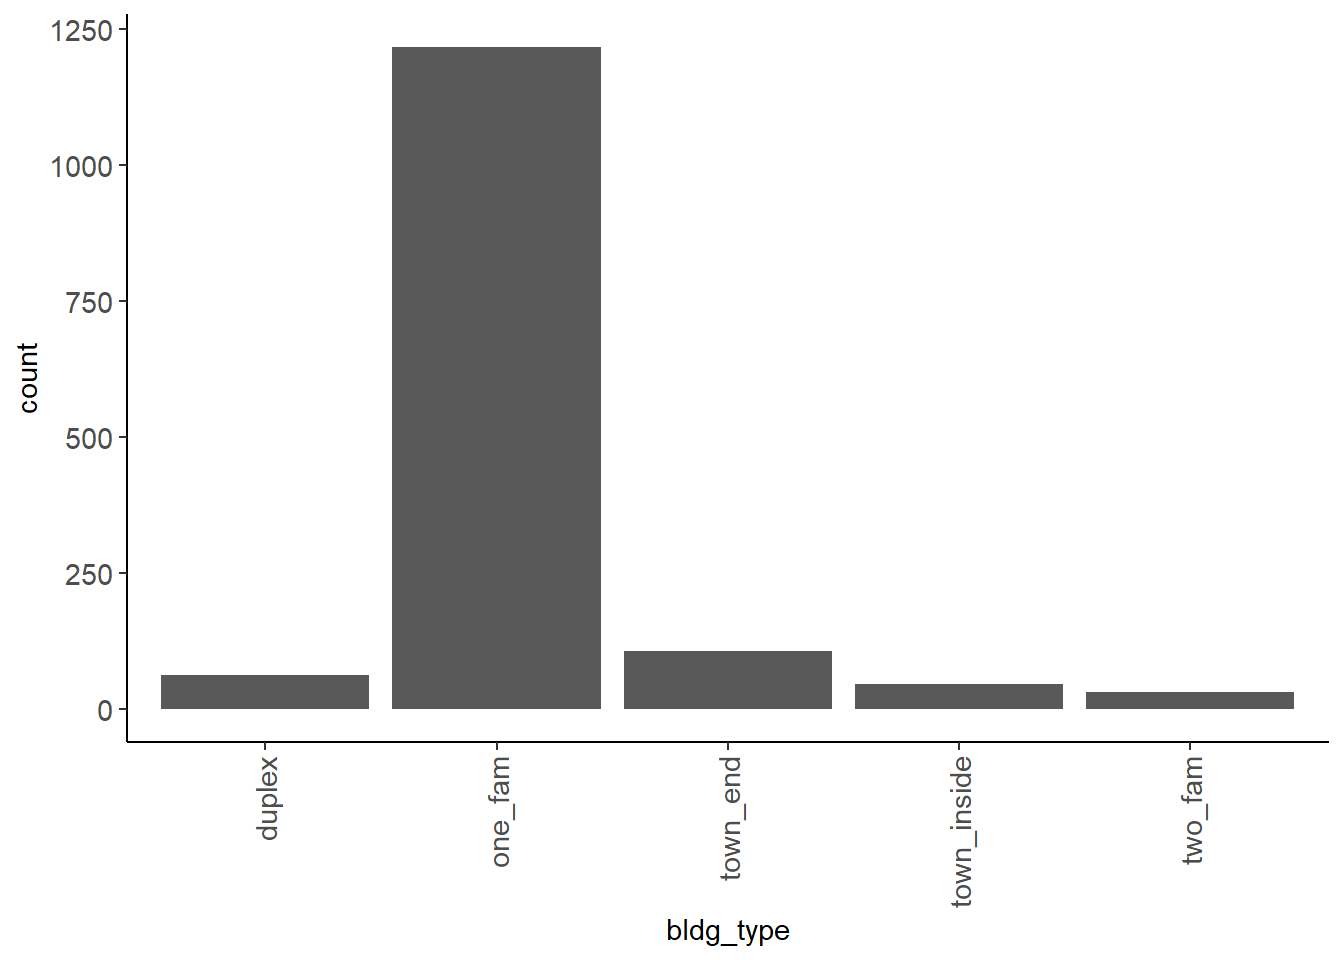 1250
1000
750
500
250
0
count
duplex
one_fam
town_end
town_inside
two_fam
bldg_type